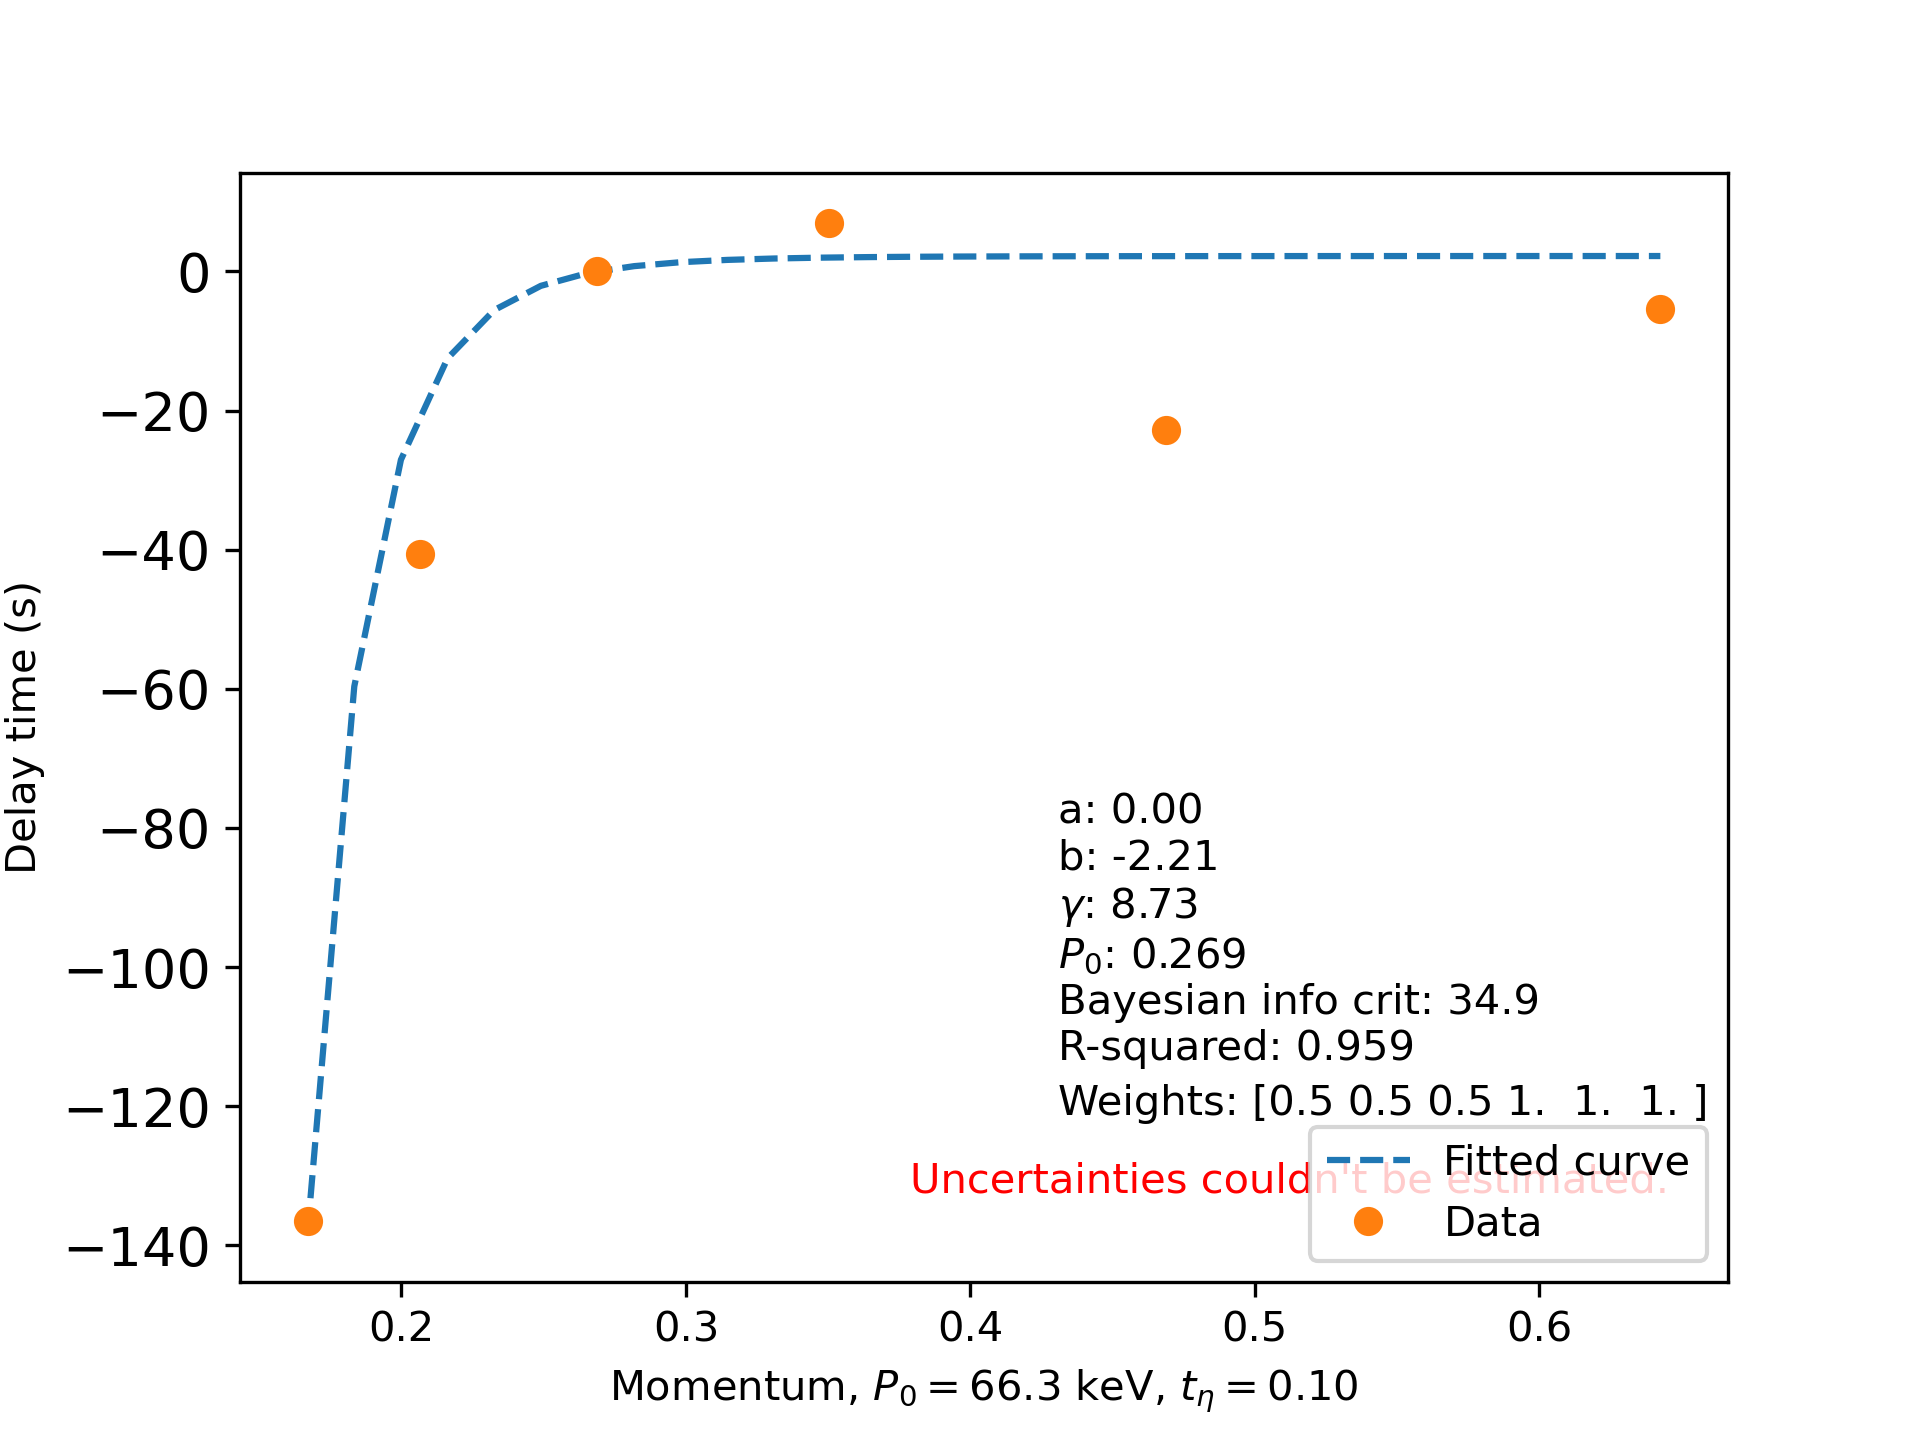 0
−20
−40
−60
−80
−100
−120
−140
Delay time (s)
a: 0.00
b: -2.21
γ: 8.73
P₀: 0.269
Bayesian info crit: 34.9
R-squared: 0.959
Weights: [0.5 0.5 0.5 1.  1.  1. ]
Uncertainties couldn't be estimated.
Fitted curve
Data
0.2 0.3 0.4 0.5 0.6
Momentum, P₀ = 66.3 keV, tη = 0.10